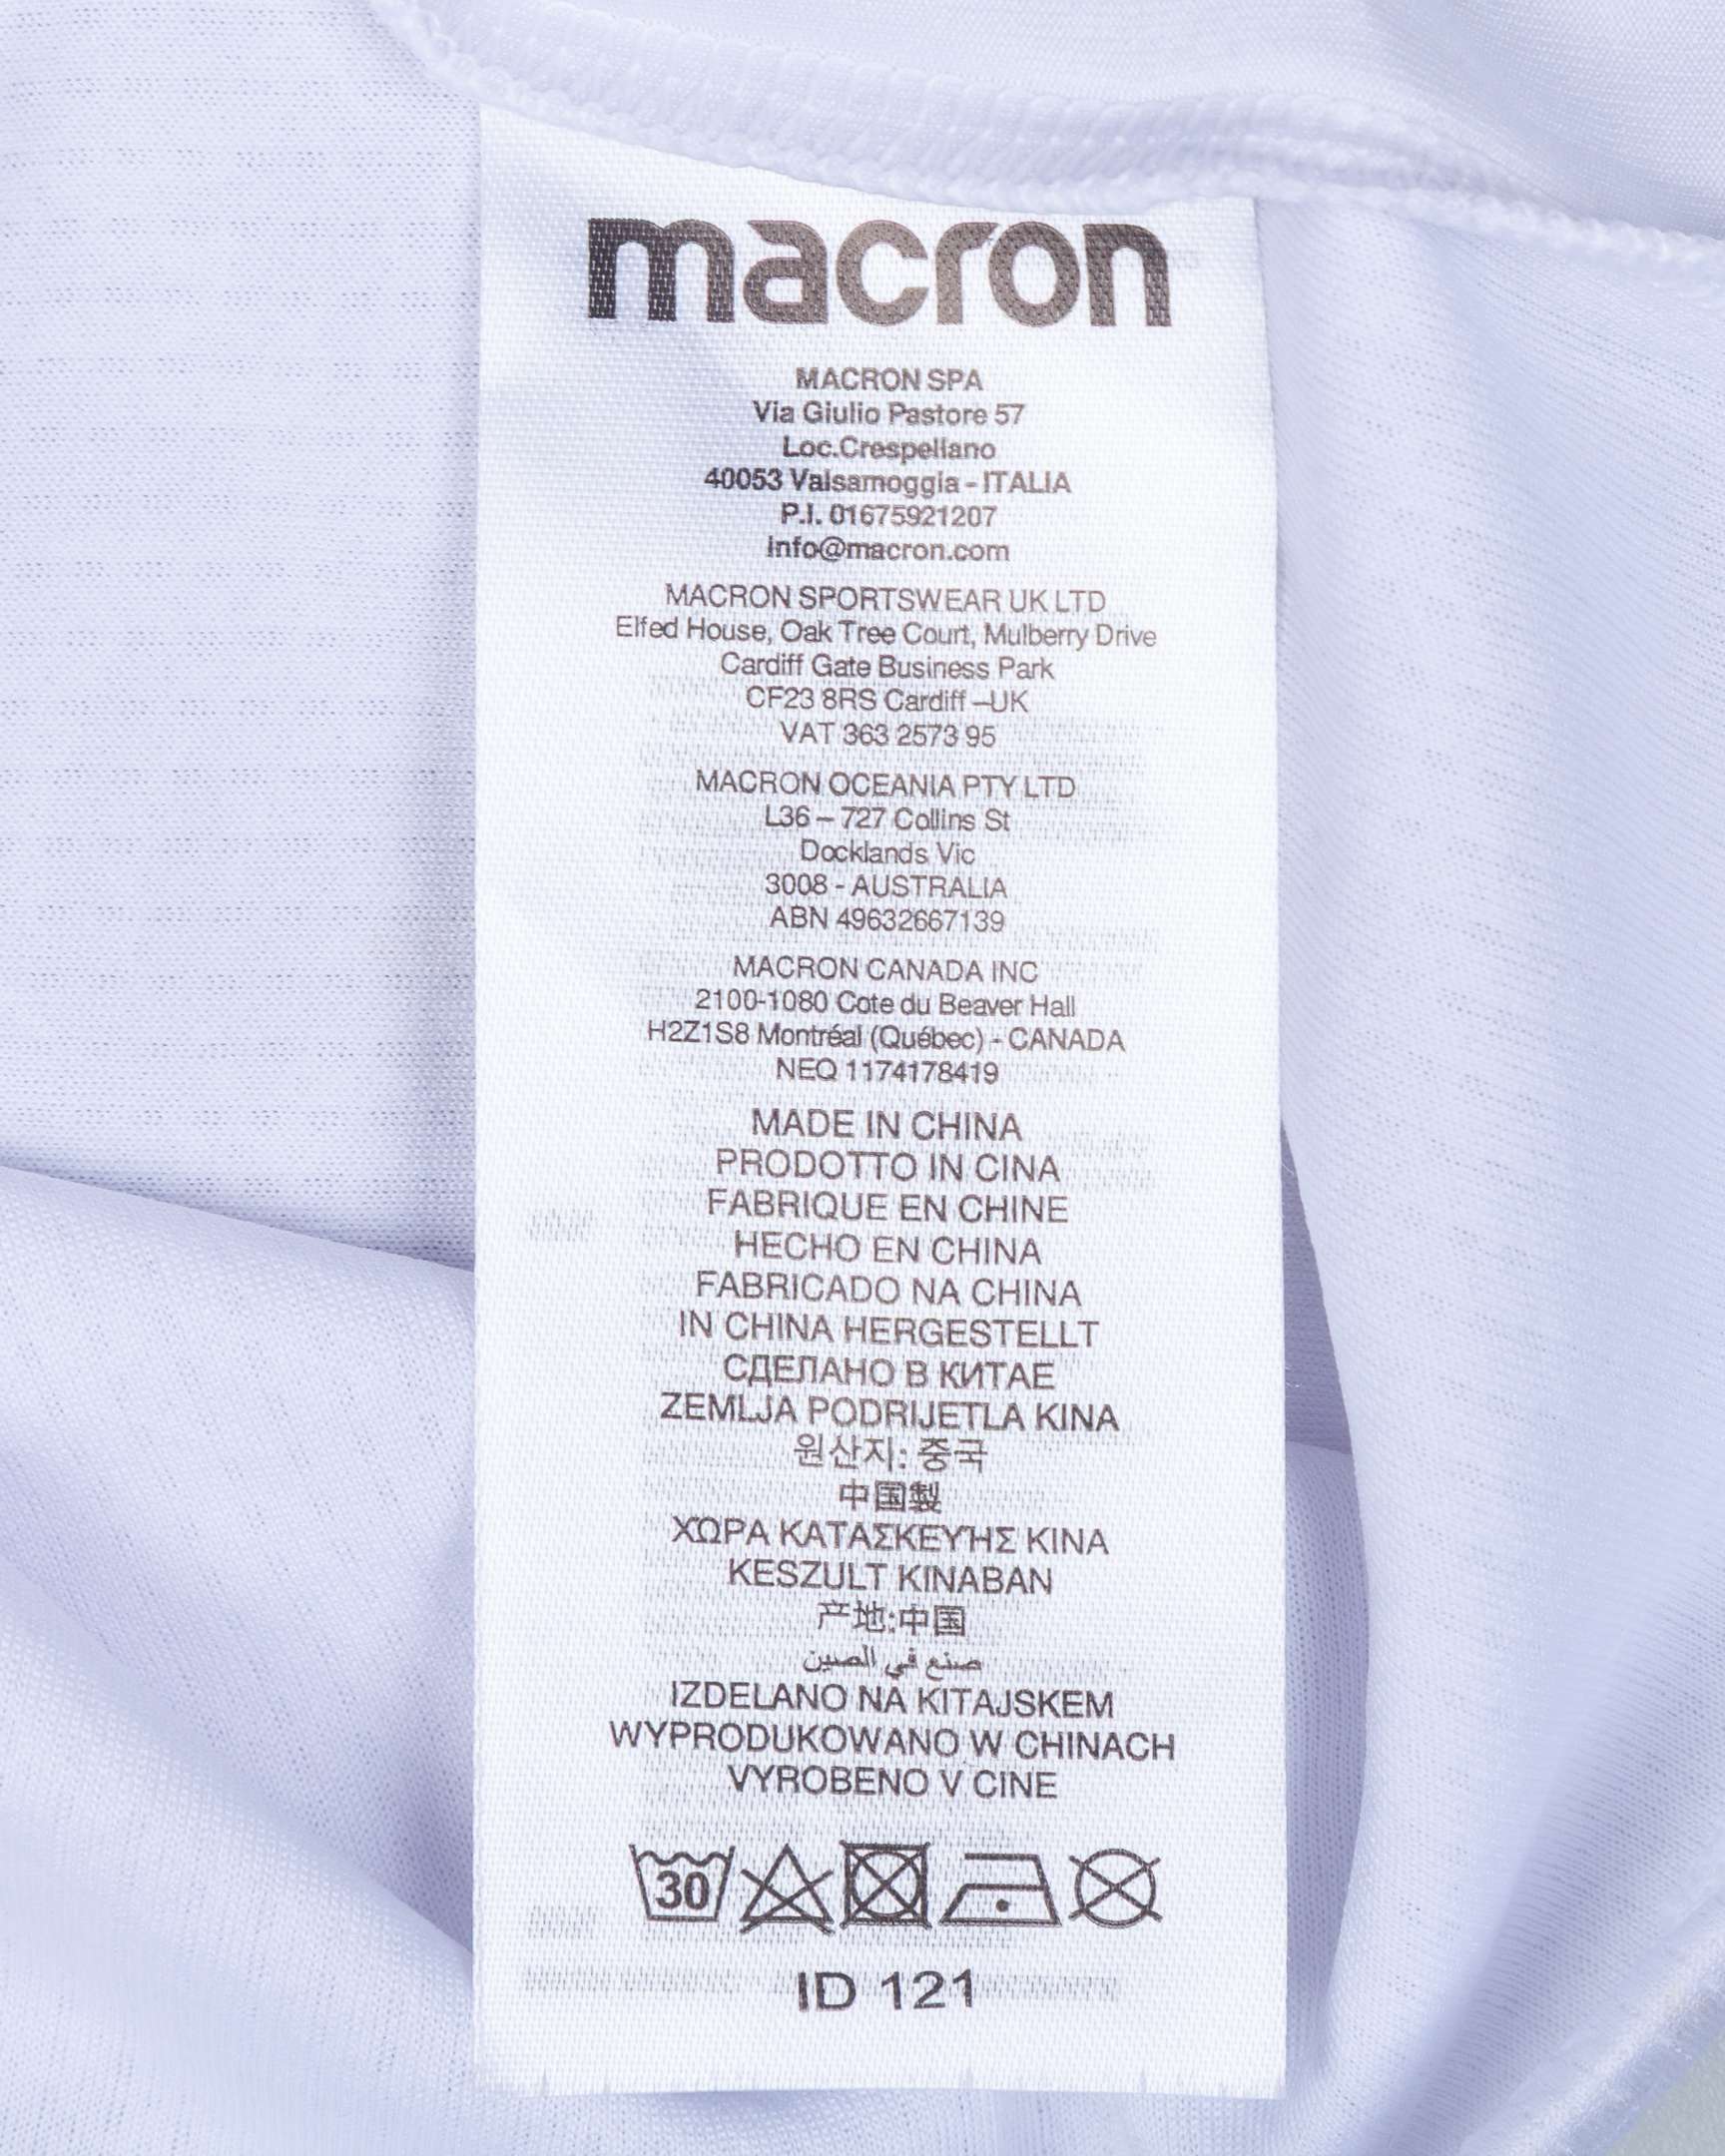 macron
MACRON SPA
Via Giulio Pastore 57
Loc.Crespellano
40053 Valsamoggia - ITALIA
P.I. 01675921207
info@macron.com
MACRON SPORTSWEAR UK LTD
Elfed House, Oak Tree Court, Mulberry Drive
Cardiff Gate Business Park
CF23 8RS Cardiff –UK
VAT 363 2573 95
MACRON OCEANIA PTY LTD
L36 – 727 Collins St
Docklands Vic
3008 - AUSTRALIA
ABN 49632667139
MACRON CANADA INC
2100-1080 Cote du Beaver Hall
H2Z1S8 Montréal (Québec) - CANADA
NEQ 1174178419
MADE IN CHINA
PRODOTTO IN CINA
FABRIQUE EN CHINE
HECHO EN CHINA
FABRICADO NA CHINA
IN CHINA HERGESTELLT
СДЕЛАНО В КИТАЕ
ZEMLJA PODRIJETLA KINA
원산지: 중국
中国製
ΧΏΡΑ ΚΑΤΑΣΚΕΥΉΣ ΚΙΝΑ
KESZULT KINABAN
产地:中国
صنع في الصين
IZDELANO NA KITAJSKEM
WYPRODUKOWANO W CHINACH
VYROBENO V CINE
30
ID 121